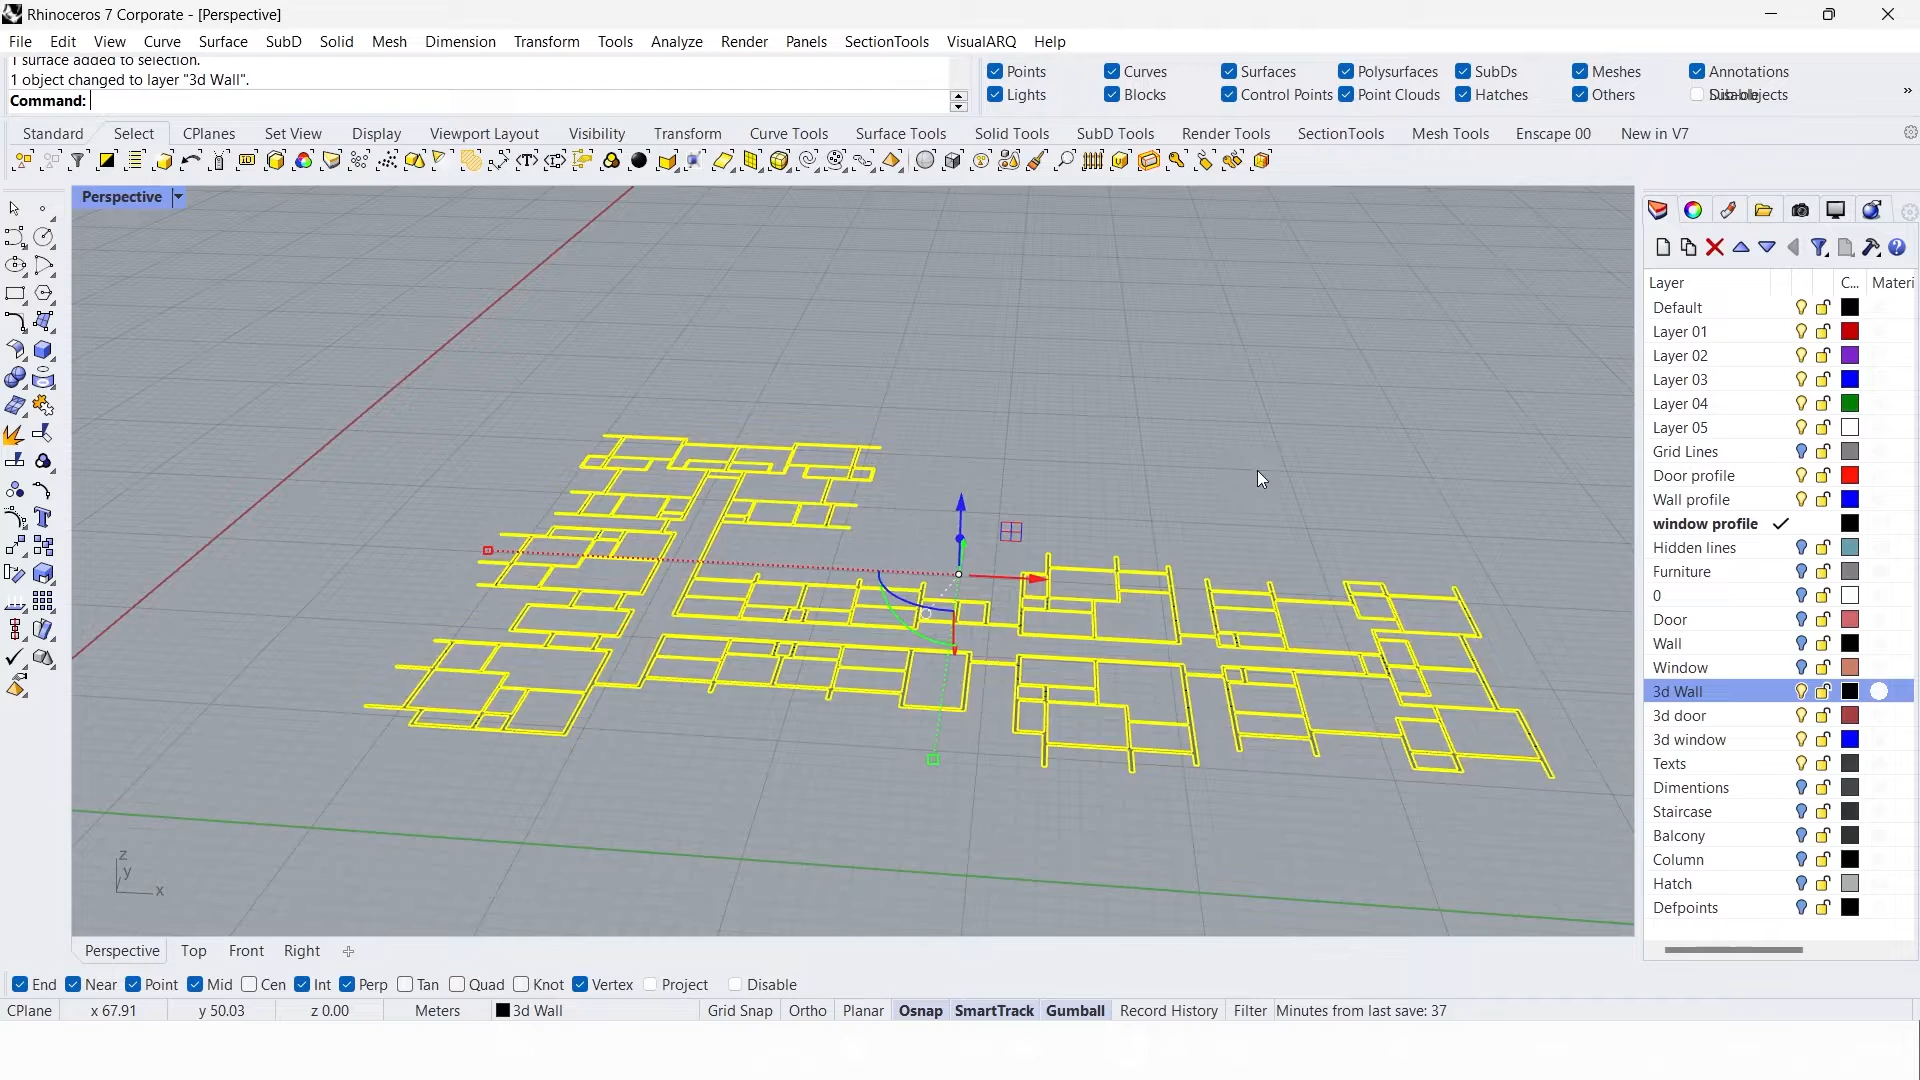 Rhinoceros 7 Corporate - [Perspective]
File Edit View Curve Surface SubD Solid Mesh Dimension Transform Tools Analyze Render Panels SectionTools VisualARQ Help
1 surface added to selection.
1 object changed to layer "3d Wall".
Command:
Points Curves Surfaces Polysurfaces SubDs Meshes Annotations
Lights Blocks Control Points Point Clouds Hatches Others
Standard Select CPlanes Set View Display Viewport Layout Visibility Transform Curve Tools Surface Tools Solid Tools SubD Tools Render Tools SectionTools Mesh Tools Enscape 00 New in V7
Perspective
Layer C... Materi
Default
Layer 01
Layer 02
Layer 03
Layer 04
Layer 05
Grid Lines
Door profile
Wall profile
window profile
Hidden lines
Furniture
0
Door
Wall
Window
3d Wall
3d door
3d window
Texts
Dimentions
Staircase
Balcony
Column
Hatch
Defpoints
z
y
x
Perspective Top Front Right
End Near Point Mid Cen Int Perp Tan Quad Knot Vertex Project Disable
CPlane x 67.91 y 50.03 z 0.00 Meters 3d Wall Grid Snap Ortho Planar Osnap SmartTrack Gumball Record History Filter Minutes from last save: 37